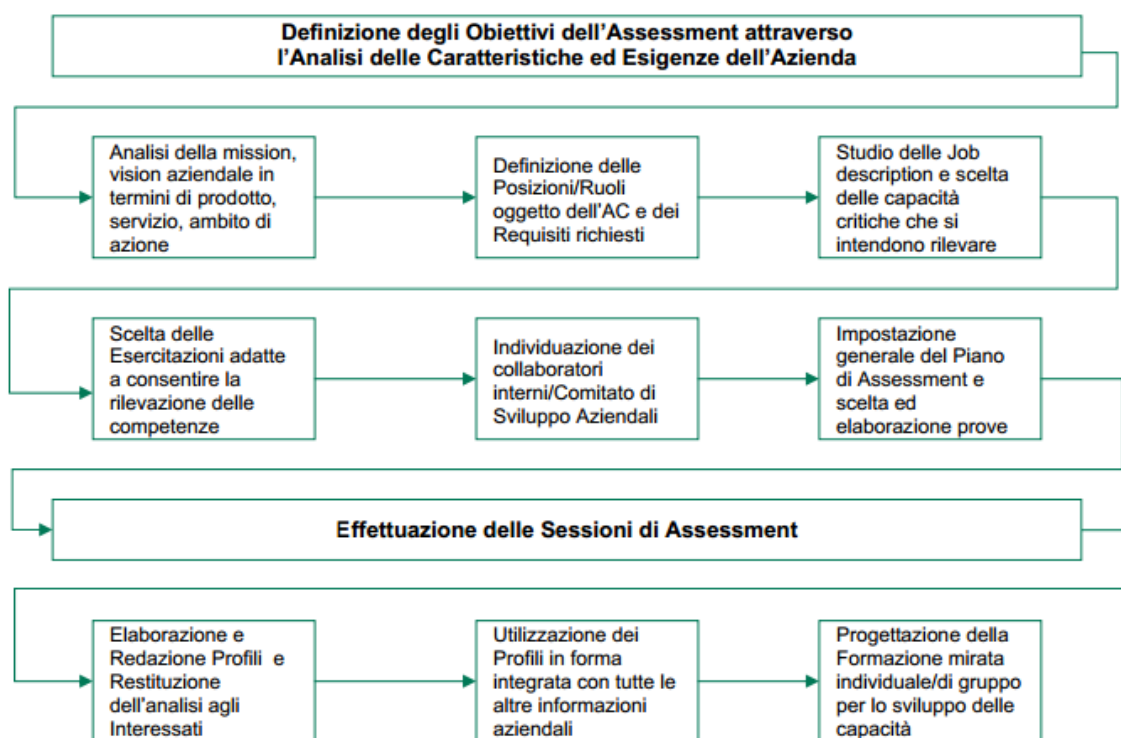 Definizione degli Obiettivi dell'Assessment attraverso
l'Analisi delle Caratteristiche ed Esigenze dell'Azienda
Analisi della mission,
vision aziendale in
termini di prodotto,
servizio, ambito di
azione
Definizione delle
Posizioni/Ruoli
oggetto dell'AC e dei
Requisiti richiesti
Studio delle Job
description e scelta
delle capacità
critiche che si
intendono rilevare
Scelta delle
Esercitazioni adatte
a consentire la
rilevazione delle
competenze
Individuazione dei
collaboratori
interni/Comitato di
Sviluppo Aziendali
Impostazione
generale del Piano
di Assessment e
scelta ed
elaborazione prove
Effettuazione delle Sessioni di Assessment
Elaborazione e
Redazione Profili e
Restituzione
dell'analisi agli
Interessati
Utilizzazione dei
Profili in forma
integrata con tutte le
altre informazioni
aziendali
Progettazione della
Formazione mirata
individuale/di gruppo
per lo sviluppo delle
capacità